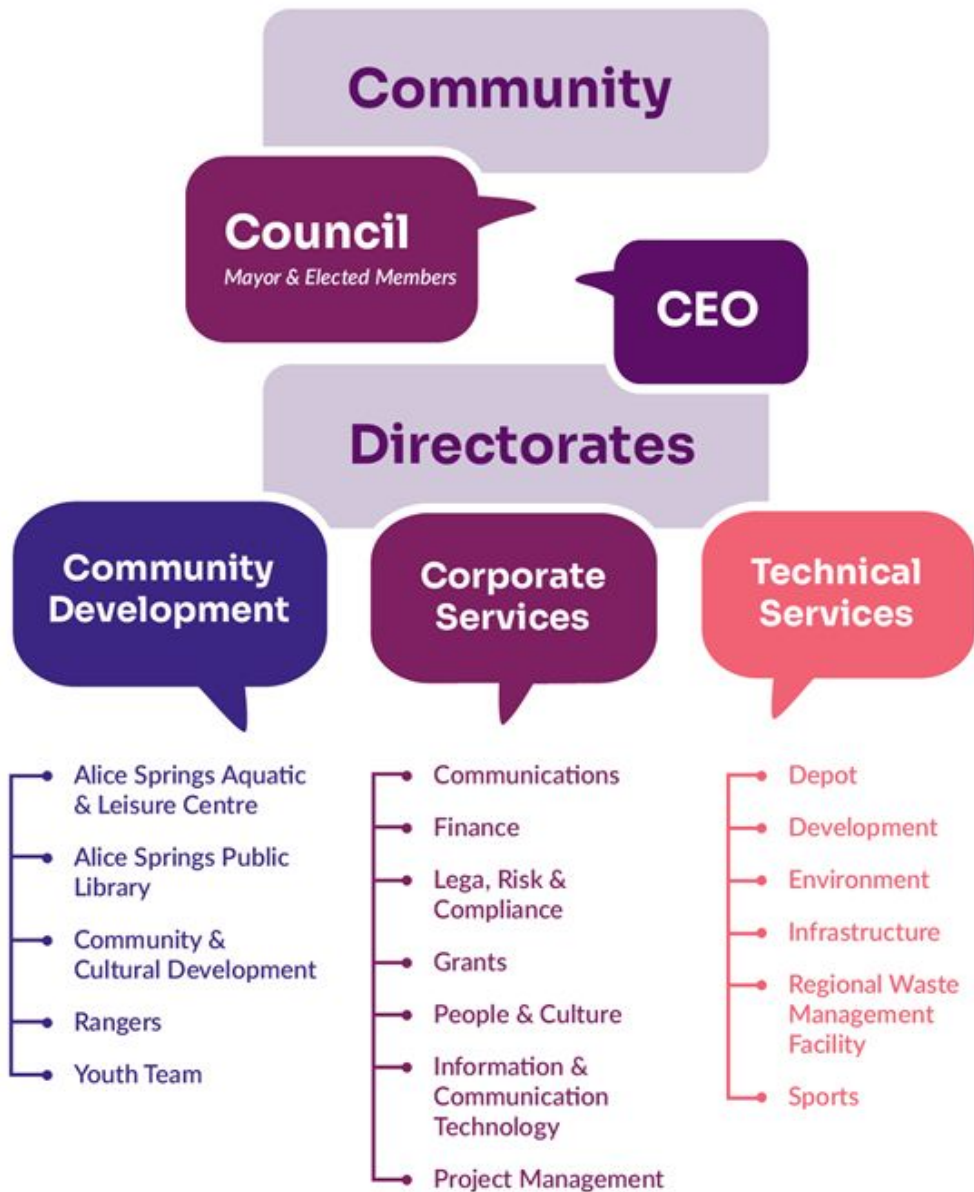 Community
Council
Mayor & Elected Members
CEO
Directorates
Community
Development
Alice Springs Aquatic
& Leisure Centre
Alice Springs Public
Library
Community &
Cultural Development
Rangers
Youth Team
Corporate
Services
Communications
Finance
Lega, Risk &
Compliance
Grants
People & Culture
Information &
Communication
Technology
Project Management
Technical
Services
Depot
Development
Environment
Infrastructure
Regional Waste
Management
Facility
Sports